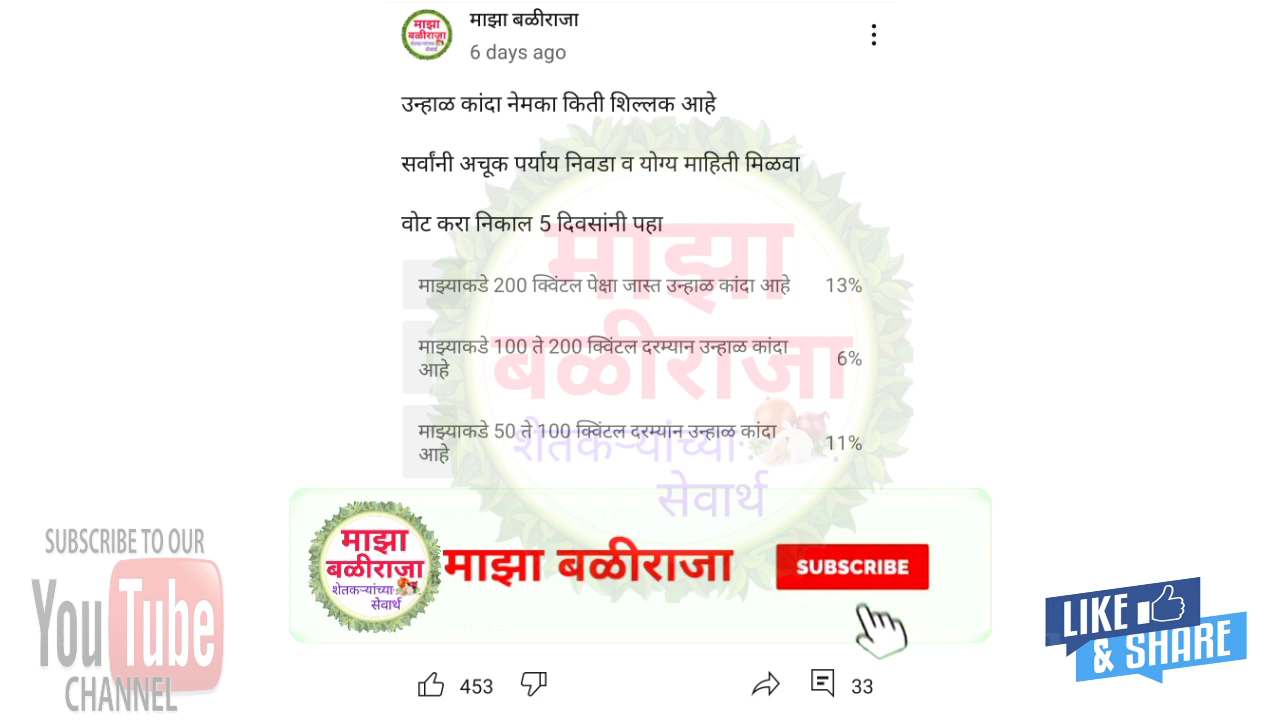 माझा बळीराजा
6 days ago
माझा
बळीराजा
शेतकऱ्यांच्या
सेवार्थ
उन्हाळ कांदा नेमका किती शिल्लक आहे
सर्वांनी अचूक पर्याय निवडा व योग्य माहिती मिळवा
वोट करा निकाल 5 दिवसांनी पहा
माझ्याकडे 200 क्विंटल पेक्षा जास्त उन्हाळ कांदा आहे 13%
माझ्याकडे 100 ते 200 क्विंटल दरम्यान उन्हाळ कांदा
आहे 6%
माझ्याकडे 50 ते 100 क्विंटल दरम्यान उन्हाळ कांदा
आहे 11%
माझा
बळीराजा
शेतकऱ्यांच्या
सेवार्थ
माझा
बळीराजा
शेतकऱ्यांच्या
सेवार्थ
माझा बळीराजा
SUBSCRIBE
SUBSCRIBE TO OUR
YouTube
CHANNEL
LIKE
& SHARE
453
33